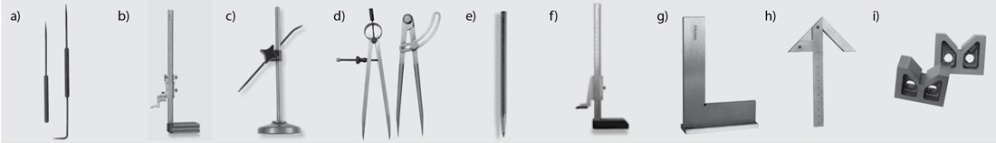 a) b) c) d) e) f) g) h) i)